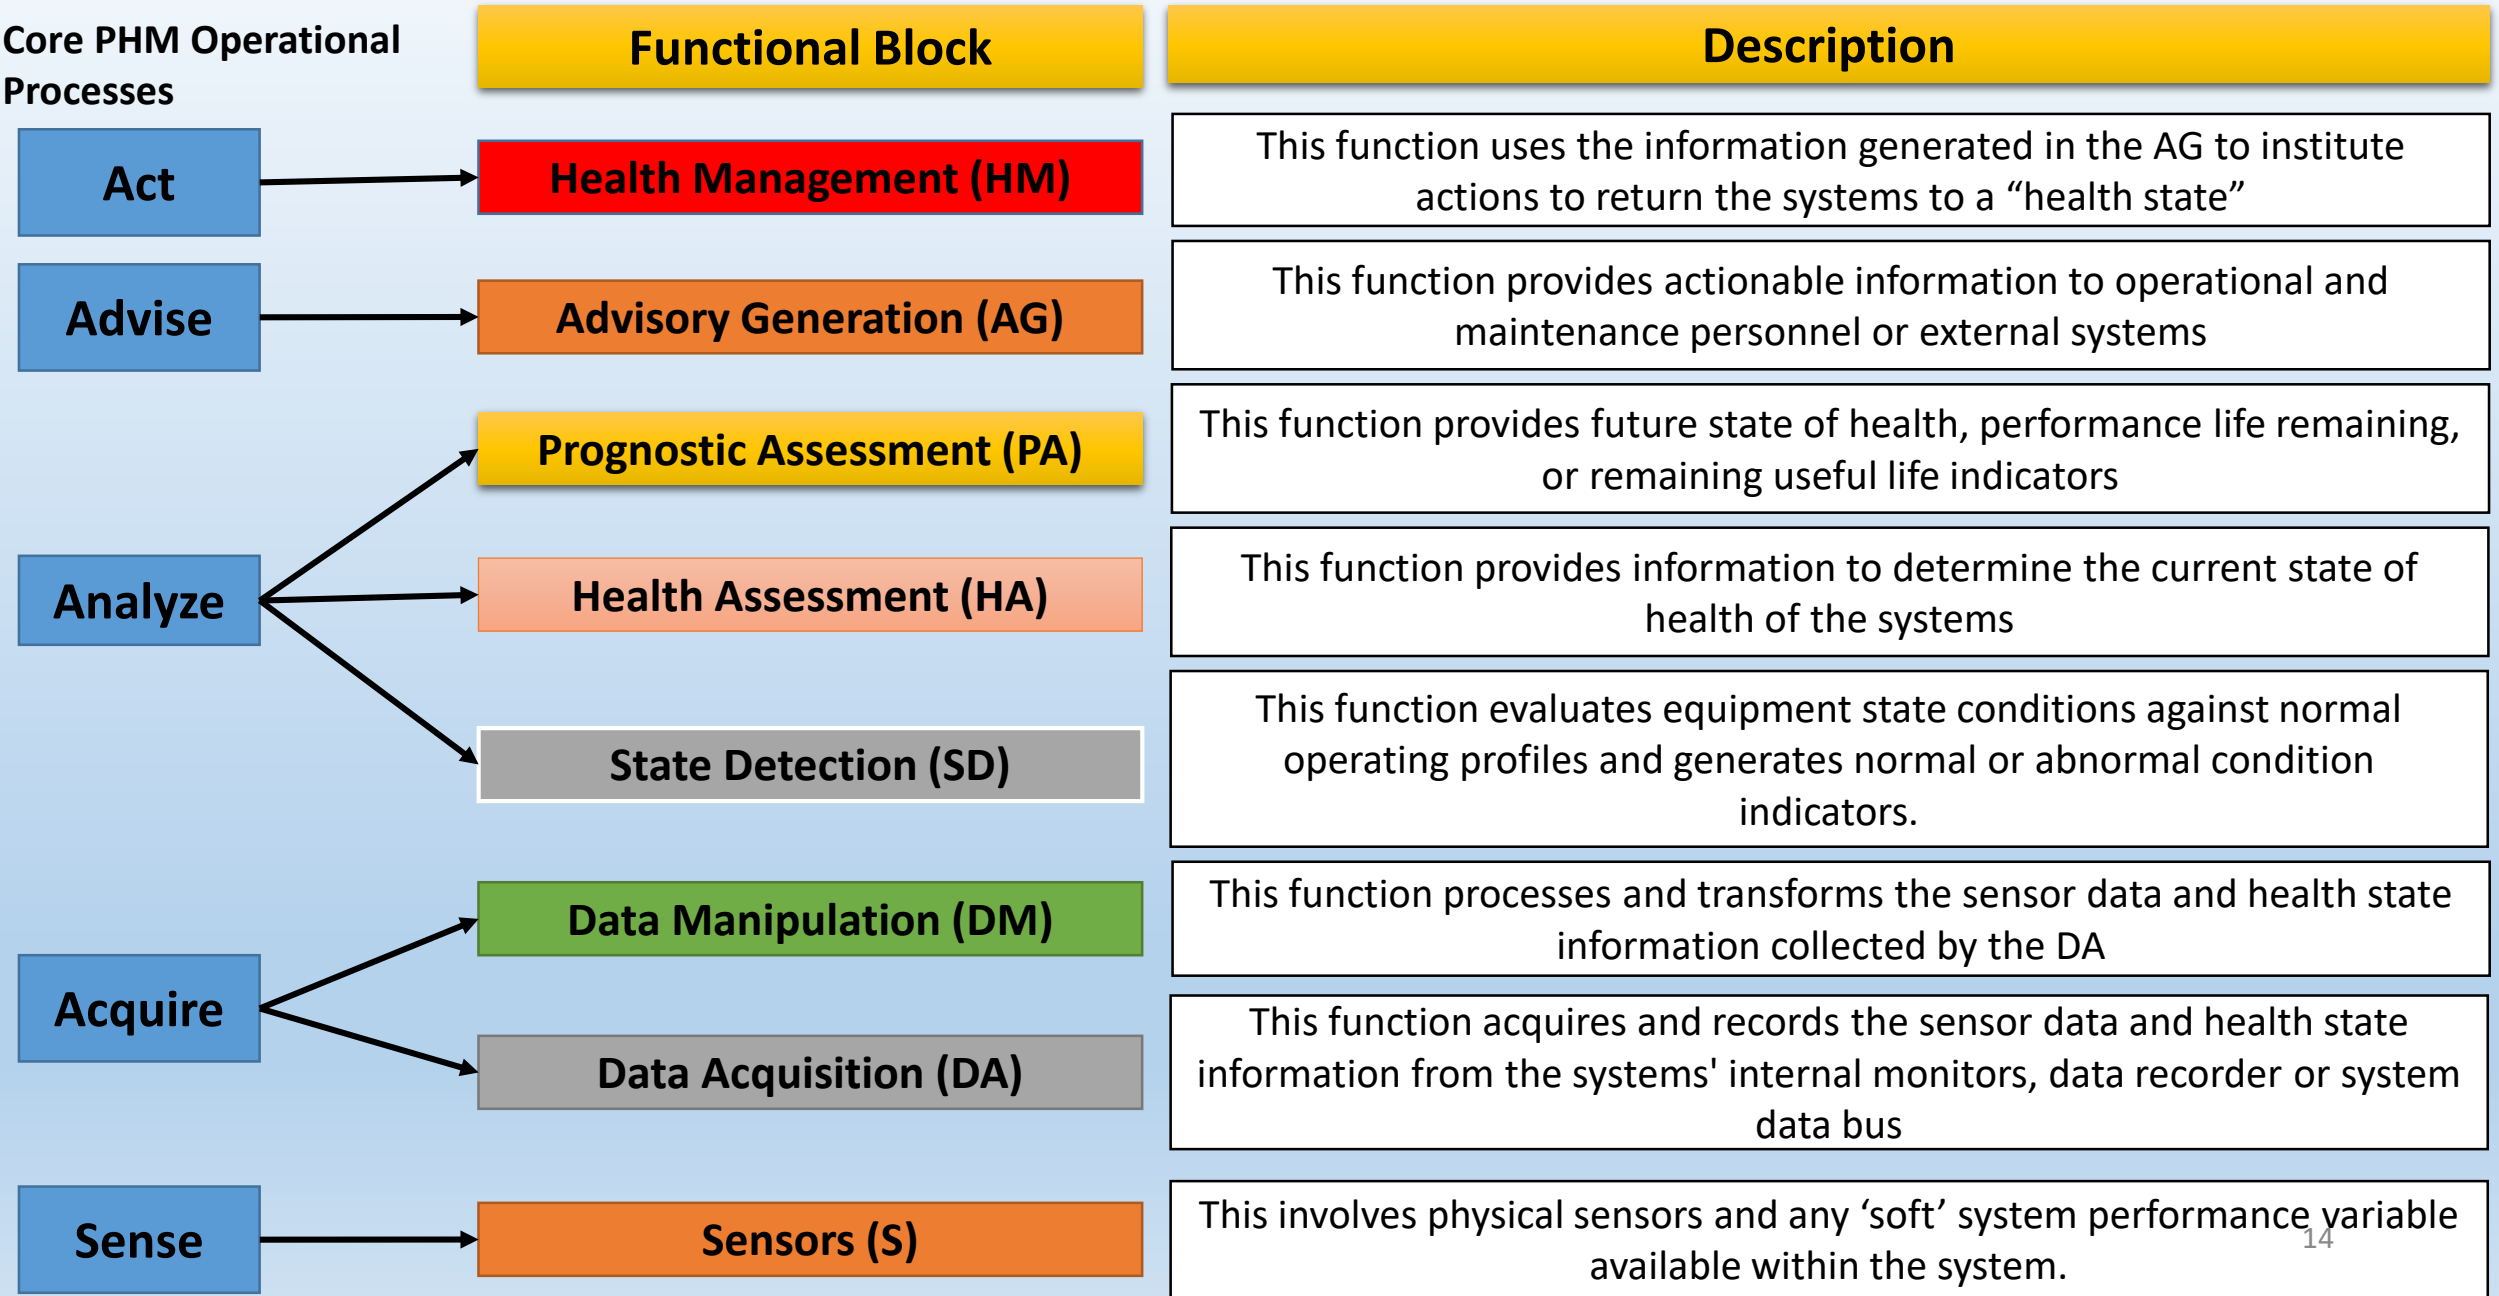 Core PHM Operational
Processes
Functional Block
Description
Act
Health Management (HM)
This function uses the information generated in the AG to institute
actions to return the systems to a “health state”
Advise
Advisory Generation (AG)
This function provides actionable information to operational and
maintenance personnel or external systems
Analyze
Prognostic Assessment (PA)
This function provides future state of health, performance life remaining,
or remaining useful life indicators
Health Assessment (HA)
This function provides information to determine the current state of
health of the systems
State Detection (SD)
This function evaluates equipment state conditions against normal
operating profiles and generates normal or abnormal condition
indicators.
Acquire
Data Manipulation (DM)
This function processes and transforms the sensor data and health state
information collected by the DA
Data Acquisition (DA)
This function acquires and records the sensor data and health state
information from the systems' internal monitors, data recorder or system
data bus
Sense
Sensors (S)
This involves physical sensors and any ‘soft’ system performance variable
available within the system.
14